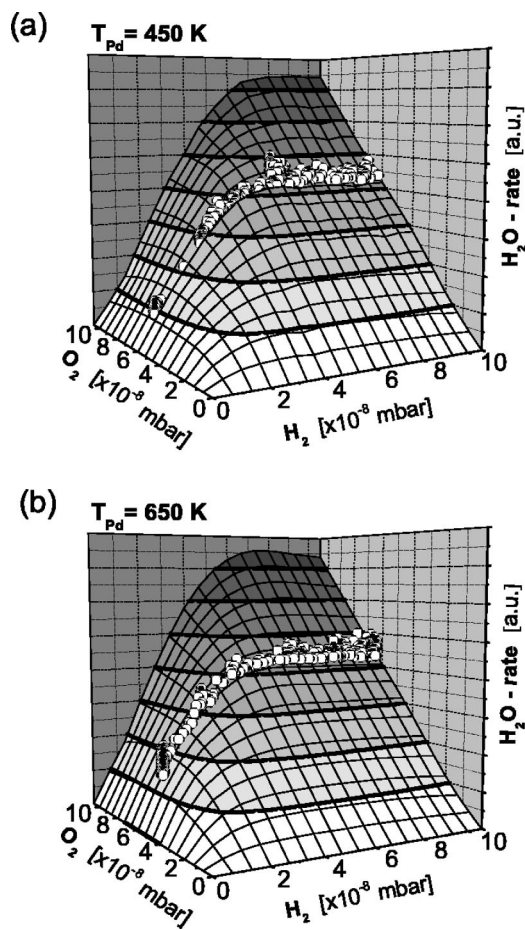 (a)
T_Pd = 450 K
H₂O - rate [a.u.]
10
8
6
4
2
0
O₂ [x10⁻⁸ mbar]
0
2
4
6
8
10
H₂ [x10⁻⁸ mbar]
(b)
T_Pd = 650 K
H₂O - rate [a.u.]
10
8
6
4
2
0
O₂ [x10⁻⁸ mbar]
0
2
4
6
8
10
H₂ [x10⁻⁸ mbar]